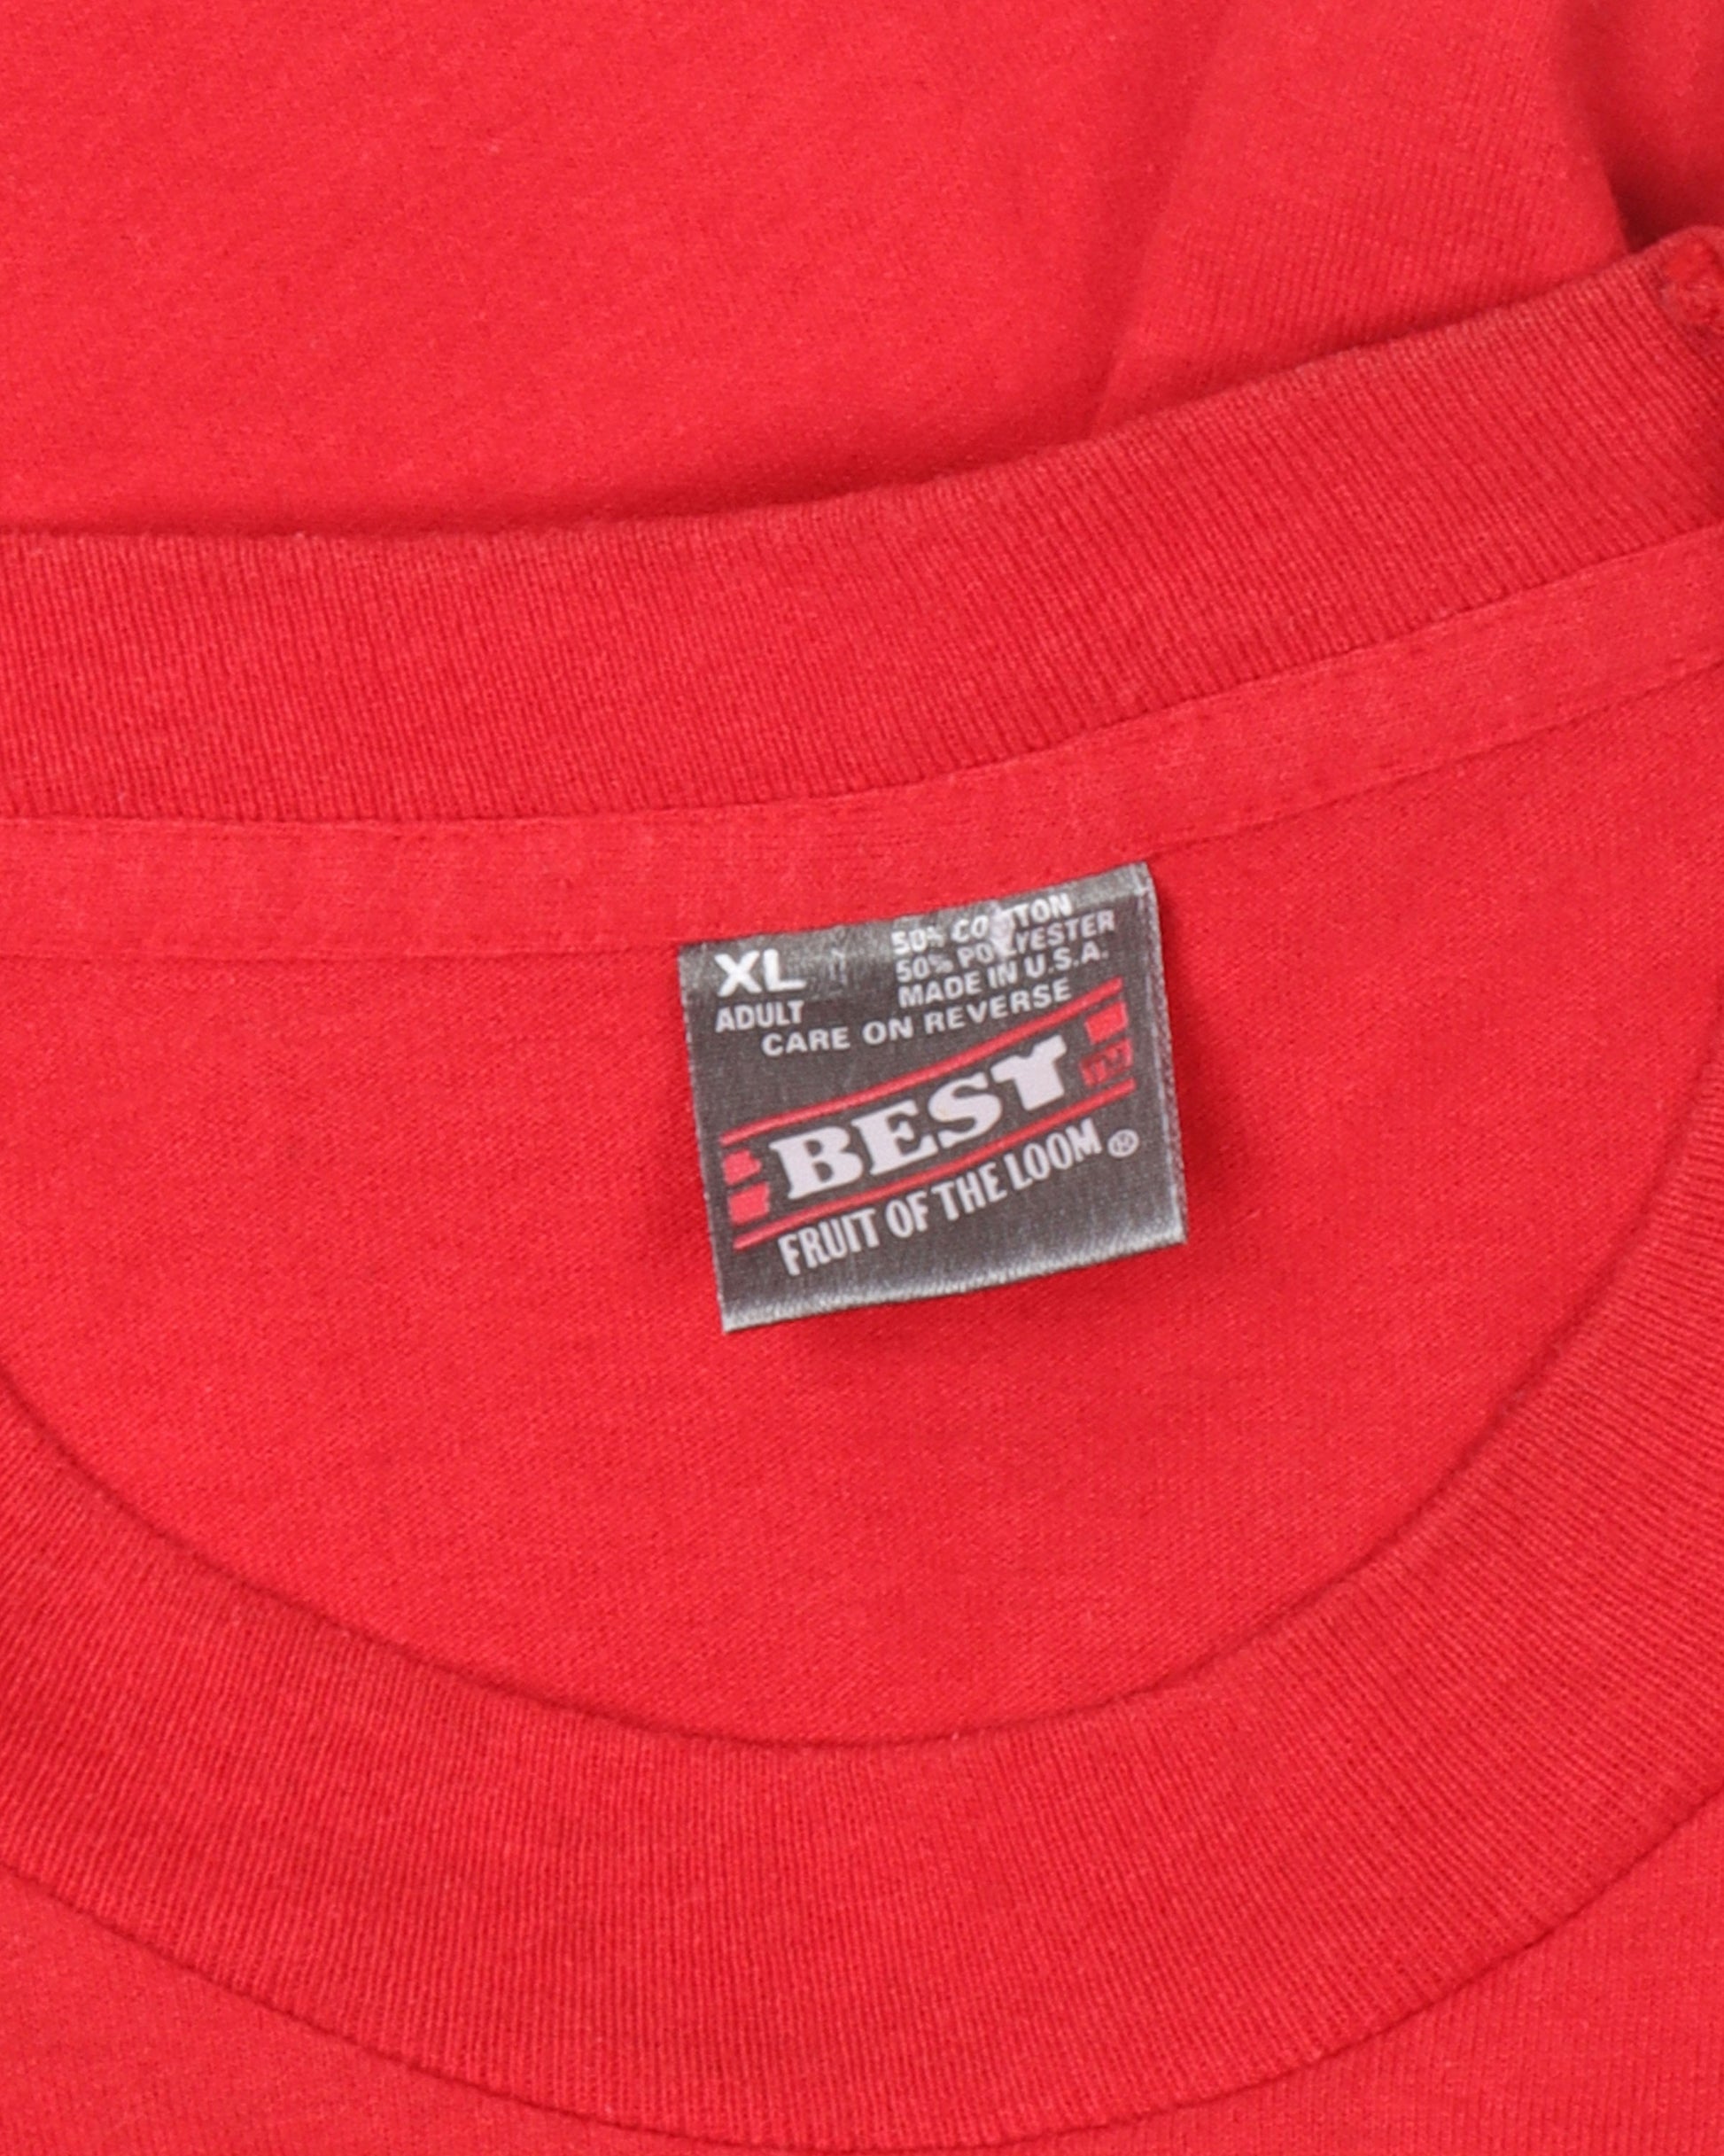 XL
ADULT
50% COTTON
50% POLYESTER
MADE IN U.S.A.
CARE ON REVERSE
BEST
TM
FRUIT OF THE LOOM®